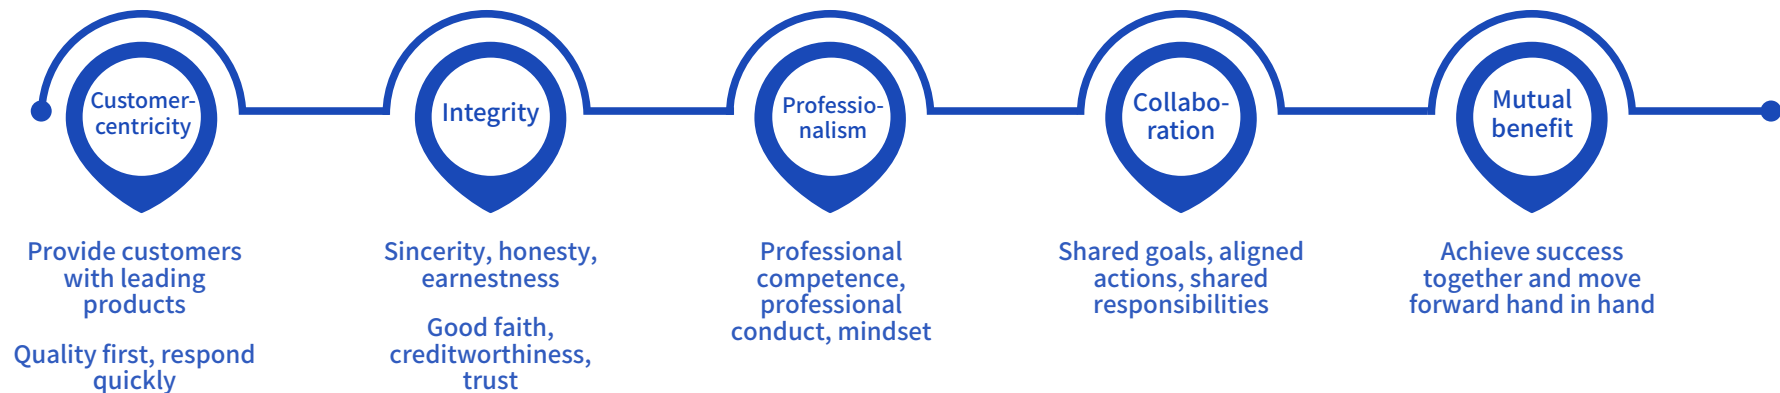 Customer-
centricity
Provide customers
with leading
products
Quality first, respond
quickly
Integrity
Sincerity, honesty,
earnestness
Good faith,
creditworthiness,
trust
Professio-
nalism
Professional
competence,
professional
conduct, mindset
Collabo-
ration
Shared goals, aligned
actions, shared
responsibilities
Mutual
benefit
Achieve success
together and move
forward hand in hand